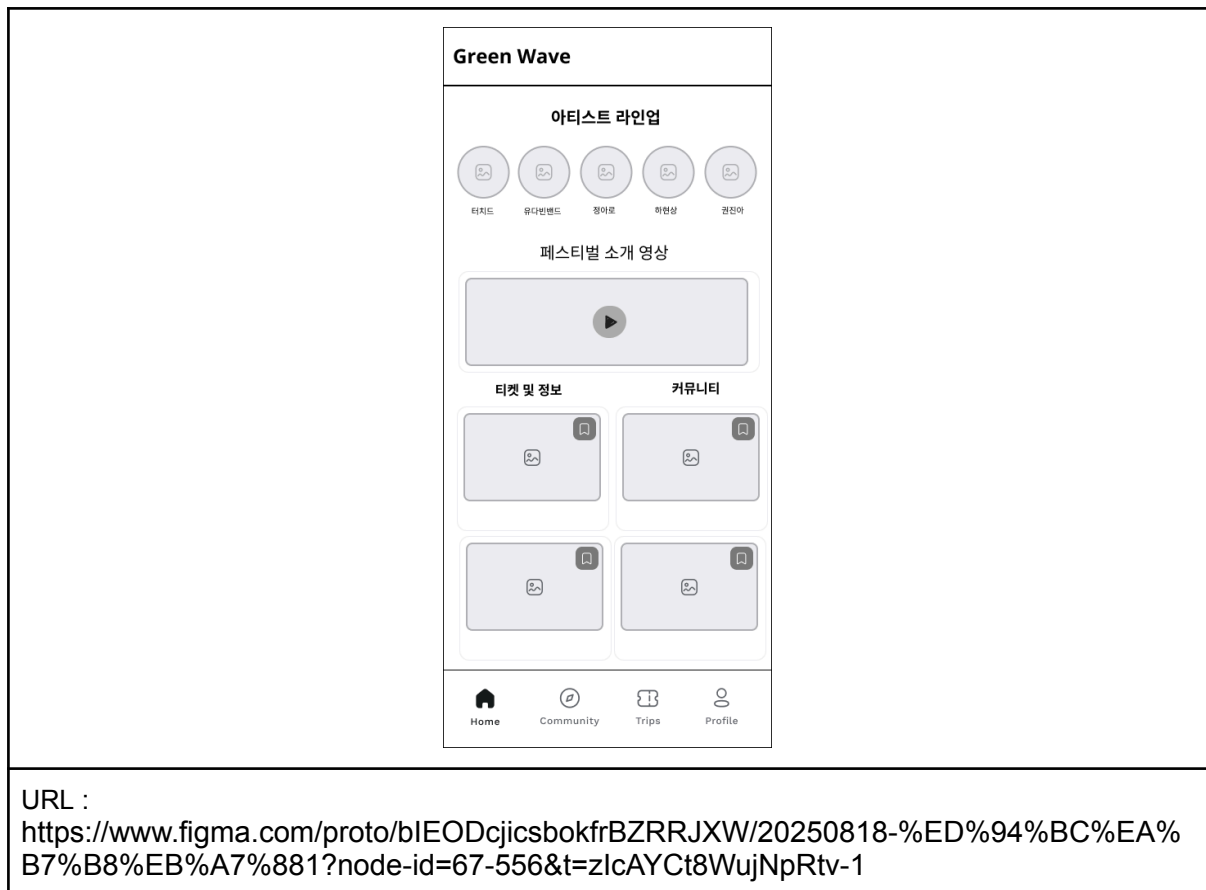 Green Wave
아티스트 라인업
터치드 유다빈밴드 정아로 하현상 권진아
페스티벌 소개 영상
티켓 및 정보 커뮤니티
Home Community Trips Profile
URL :
https://www.figma.com/proto/bIEODcjicsbokfrBZRRJXW/20250818-%ED%94%BC%EA%
B7%B8%EB%A7%881?node-id=67-556&t=zIcAYCt8WujNpRtv-1